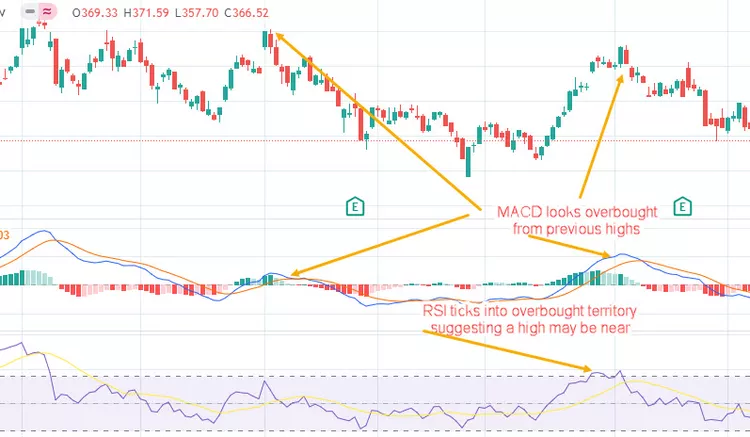 O369.33 H371.59 L357.70 C366.52
E
E
MACD looks overbought
from previous highs
03
RSI ticks into overbought territory
suggesting a high may be near